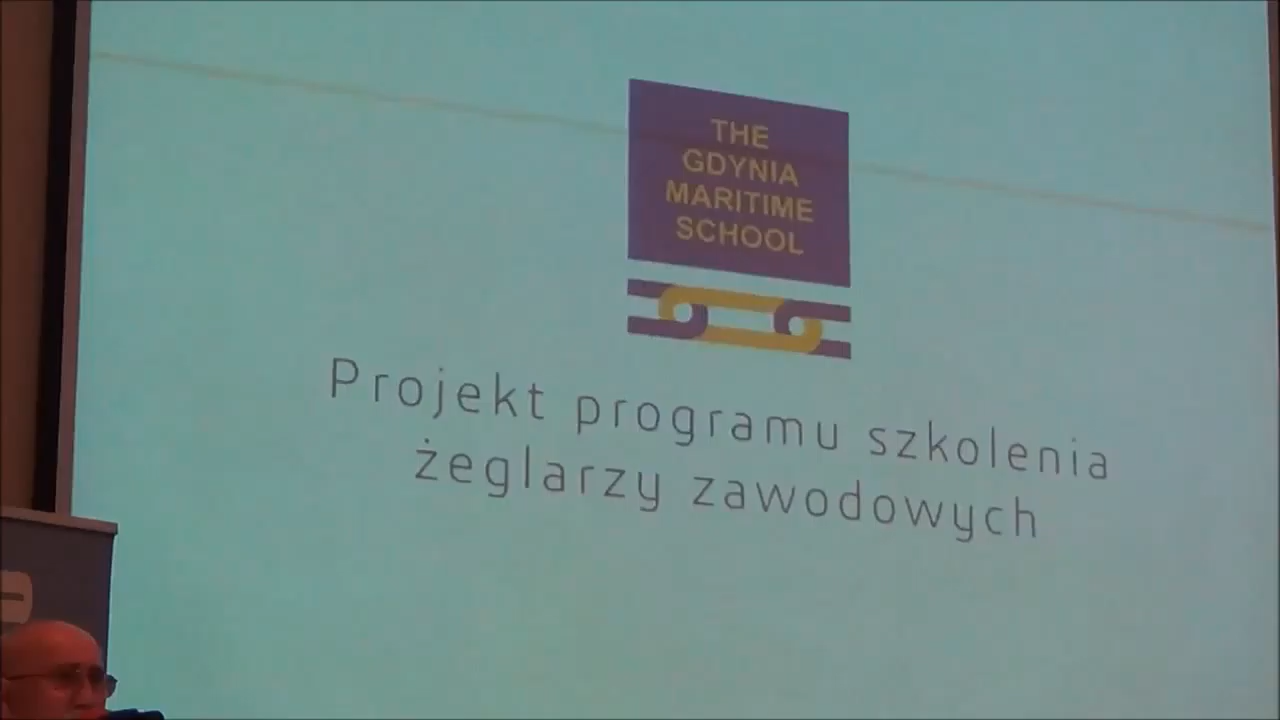 THE
GDYNIA
MARITIME
SCHOOL
Projekt programu szkolenia
żeglarzy zawodowych